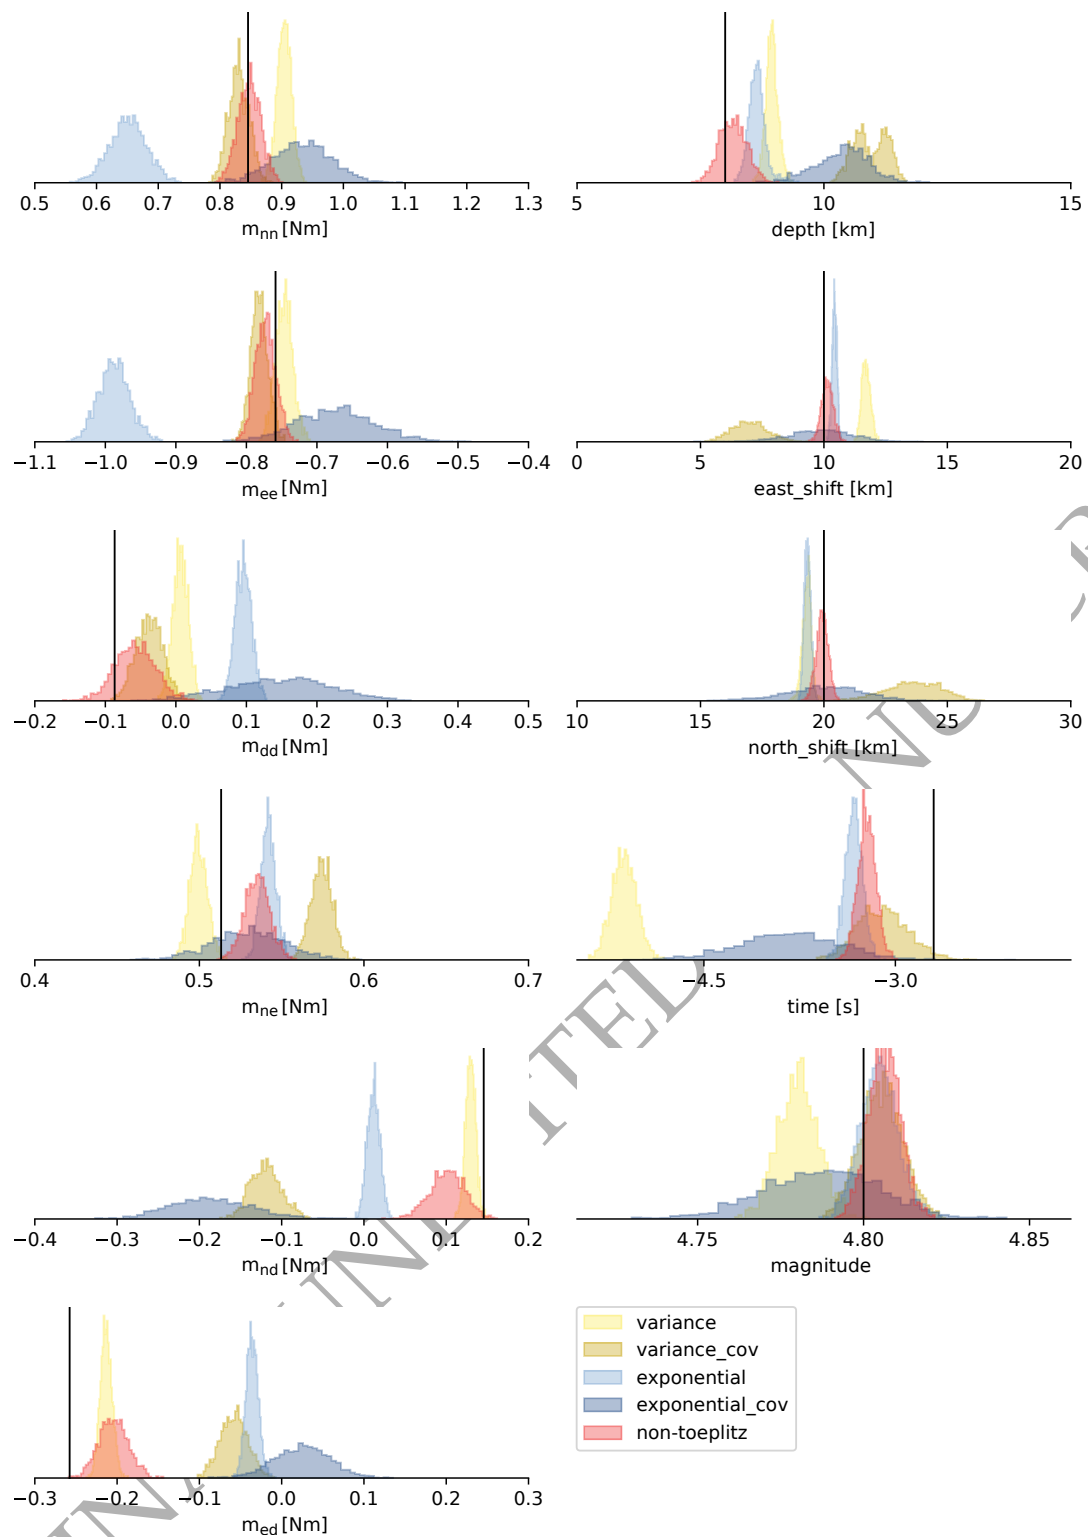 0.5 0.6 0.7 0.8 0.9 1.0 1.1 1.2 1.3
m_nn [Nm]
5 10 15
depth [km]
−1.1 −1.0 −0.9 −0.8 −0.7 −0.6 −0.5 −0.4
m_ee [Nm]
0 5 10 15 20
east_shift [km]
−0.2 −0.1 0.0 0.1 0.2 0.3 0.4 0.5
m_dd [Nm]
10 15 20 25 30
north_shift [km]
0.4 0.5 0.6 0.7
m_ne [Nm]
−4.5 −3.0
time [s]
−0.4 −0.3 −0.2 −0.1 0.0 0.1 0.2
m_nd [Nm]
4.75 4.80 4.85
magnitude
−0.3 −0.2 −0.1 0.0 0.1 0.2 0.3
m_ed [Nm]
variance
variance_cov
exponential
exponential_cov
non-toeplitz